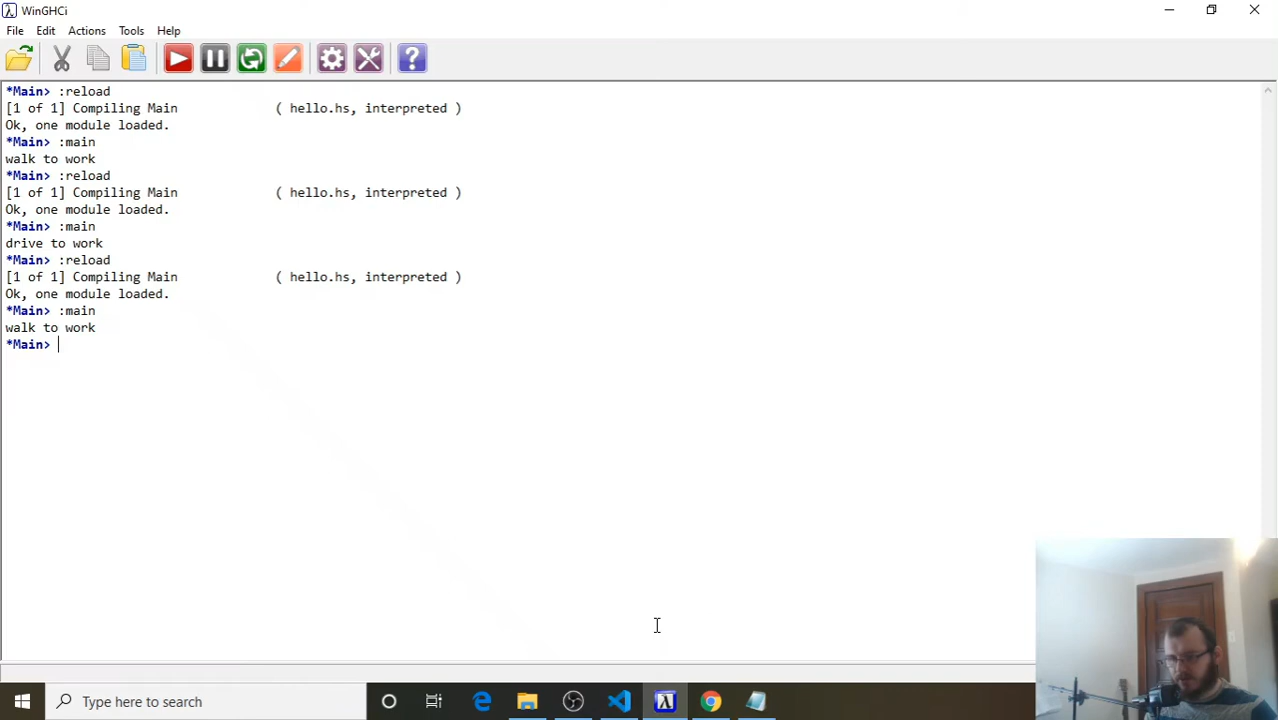 WinGHCi
File Edit Actions Tools Help
*Main> :reload
[1 of 1] Compiling Main             ( hello.hs, interpreted )
Ok, one module loaded.
*Main> :main
walk to work
*Main> :reload
[1 of 1] Compiling Main             ( hello.hs, interpreted )
Ok, one module loaded.
*Main> :main
drive to work
*Main> :reload
[1 of 1] Compiling Main             ( hello.hs, interpreted )
Ok, one module loaded.
*Main> :main
walk to work
*Main>
Type here to search